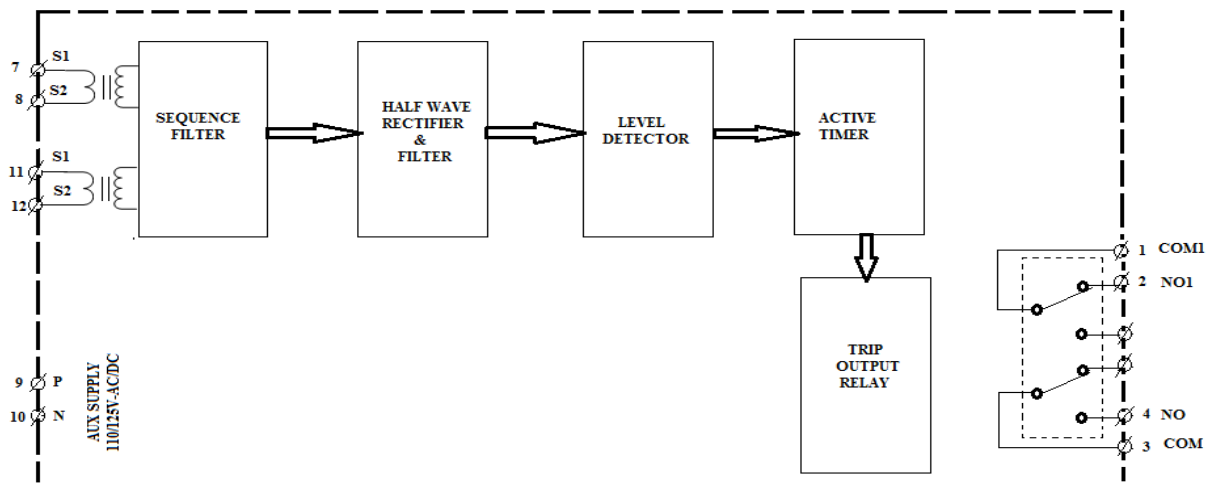 7
S1
8
S2
11
S1
S2
12
SEQUENCE
FILTER
HALF WAVE
RECTIFIER
&
FILTER
LEVEL
DETECTOR
ACTIVE
TIMER
TRIP
OUTPUT
RELAY
1 COM1
2 NO1
4 NO
3 COM
9 P
10 N
AUX SUPPLY
110/125V-AC/DC